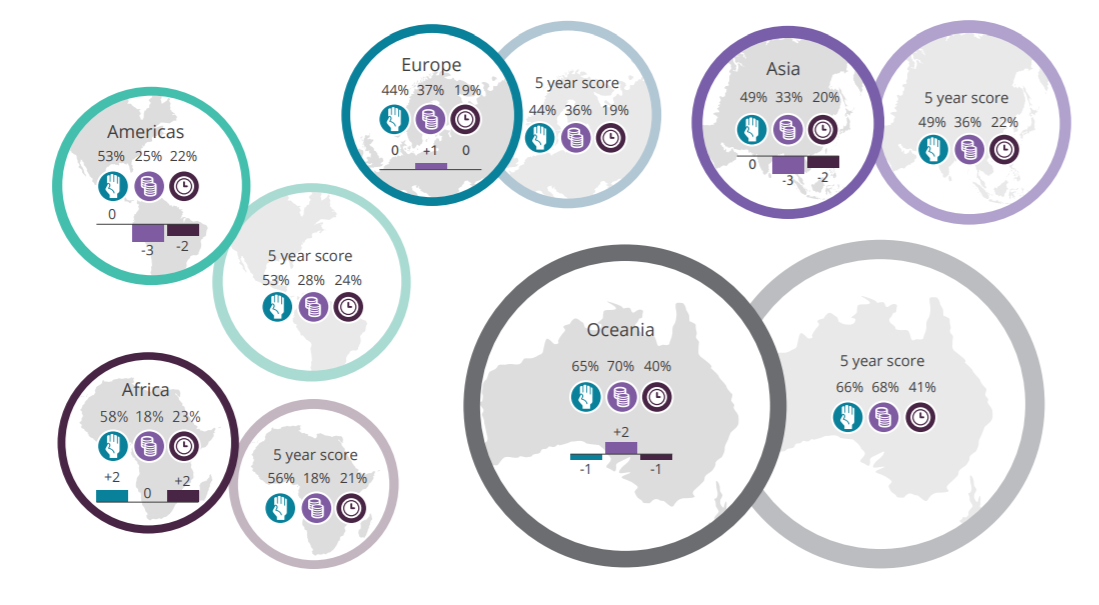 Americas
53% 25% 22%
0
-3 -2
5 year score
53% 28% 24%
Europe
44% 37% 19%
0 +1 0
5 year score
44% 36% 19%
Asia
49% 33% 20%
0 -3 -2
5 year score
49% 36% 22%
Africa
58% 18% 23%
+2 0 +2
5 year score
56% 18% 21%
Oceania
65% 70% 40%
+2
-1 -1
5 year score
66% 68% 41%